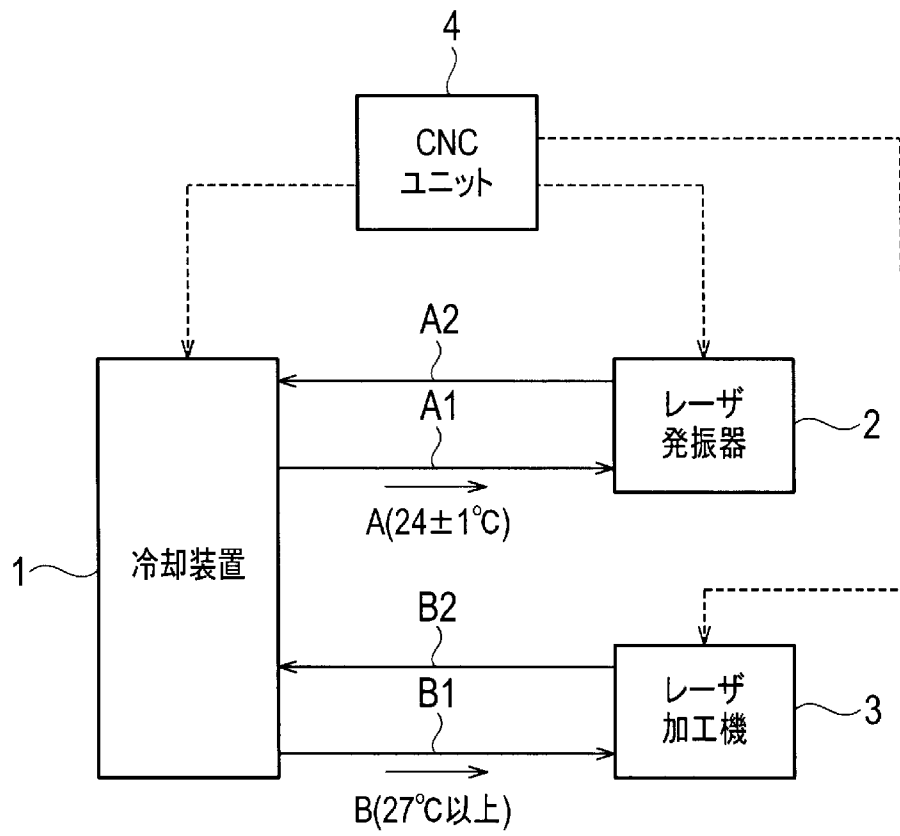 4
CNC
ユニット
A2
A1
レーザ
発振器
2
A(24±1℃)
1
冷却装置
B2
B1
レーザ
加工機
3
B(27℃以上)